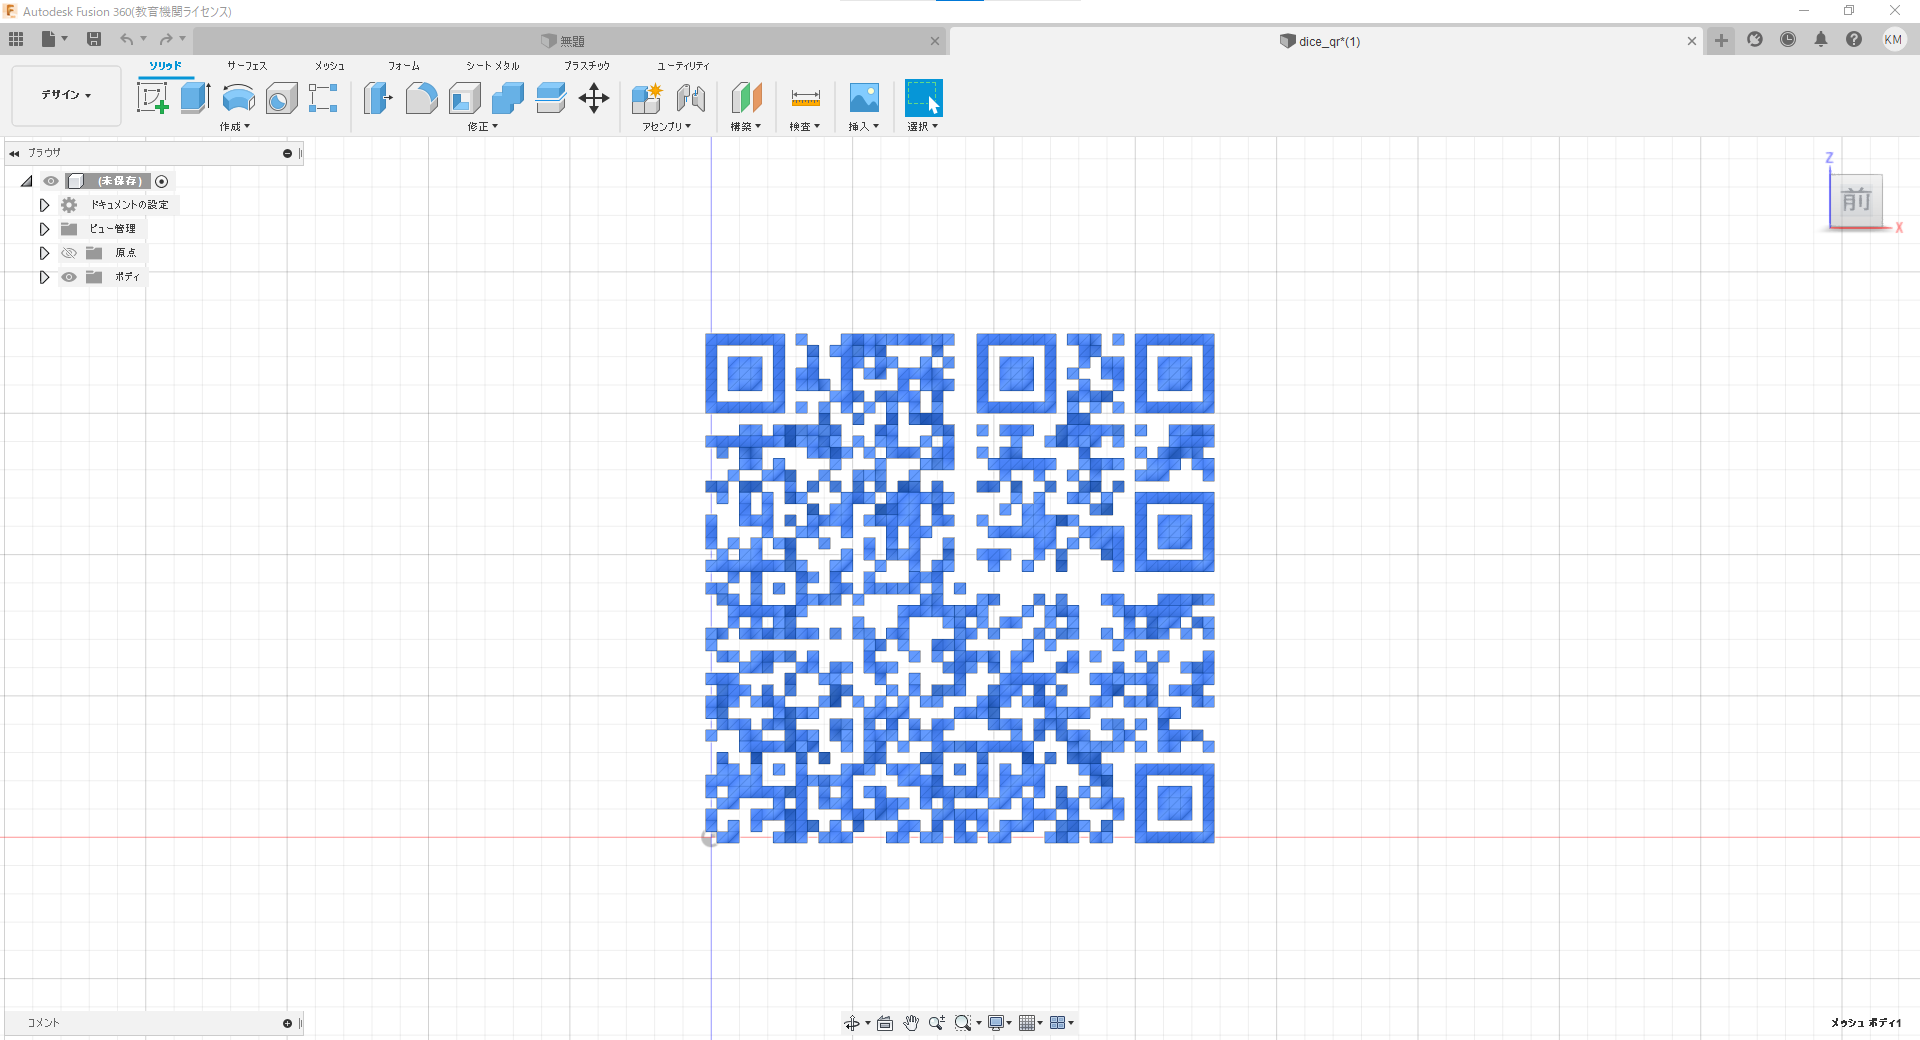 Autodesk Fusion 360(教育機関ライセンス)
無題
dice_qr*(1)
KM
デザイン
ソリッド
サーフェス
メッシュ
フォーム
シート メタル
プラスチック
ユーティリティ
作成
修正
アセンブリ
構築
検査
挿入
選択
ブラウザ
(未保存)
ドキュメントの設定
ビュー管理
原点
ボディ
Z
前
X
コメント
メッシュ ボディ1